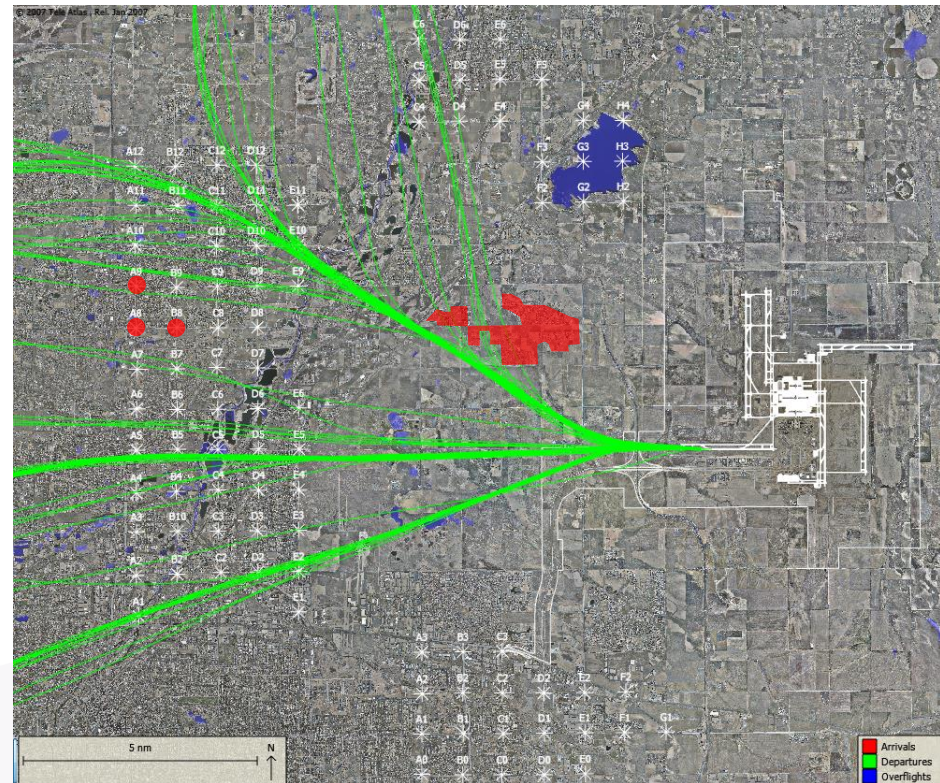 © 2007 Tele Atlas . Rel. Jan 2007
C6 D6 E6
C5 D5 E5 F5
C4 D4 E4 G4 H4
F3 G3 H3
A12 B12 C12 D12
A11 B11 C11 D11 E11 F2 G2 H2
A10 C10 D10 E10
A9 B9 C9 D9 E9
A8 B8 C8 D8
A7 B7 C7 D7
A6 B6 C6 D6 E6
A5 B5 C5 D5 E5
A4 B4 C4 D4 E4
A3 B10 C3 D3 E3
A2 B2 C2 D2 E2
A1 E1
A3 B3 C3
A2 B2 C2 D2 E2 F2
A1 B1 C1 D1 E1 F1 G1
A0 B0 C0 D0 E0
5 nm
N
Arrivals
Departures
Overflights